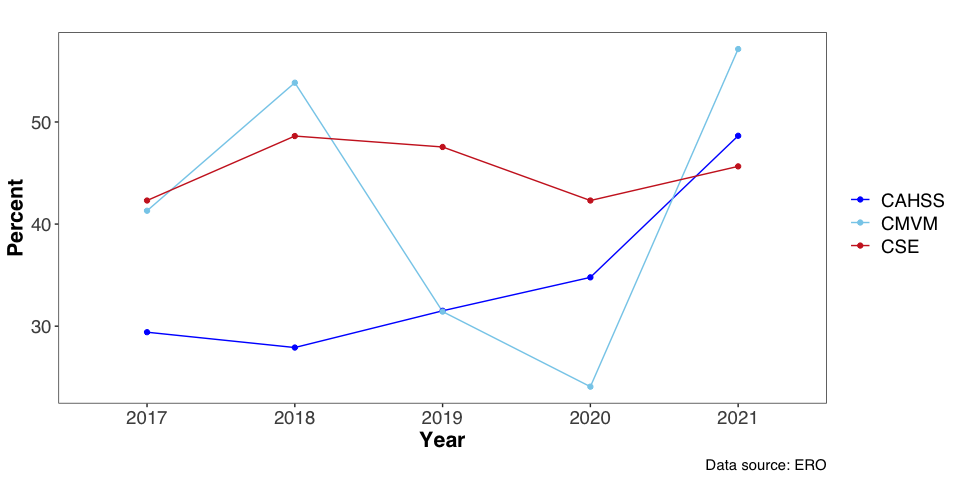 Percent
50
40
30
2017 2018 2019 2020 2021
Year
CAHSS
CMVM
CSE
Data source: ERO